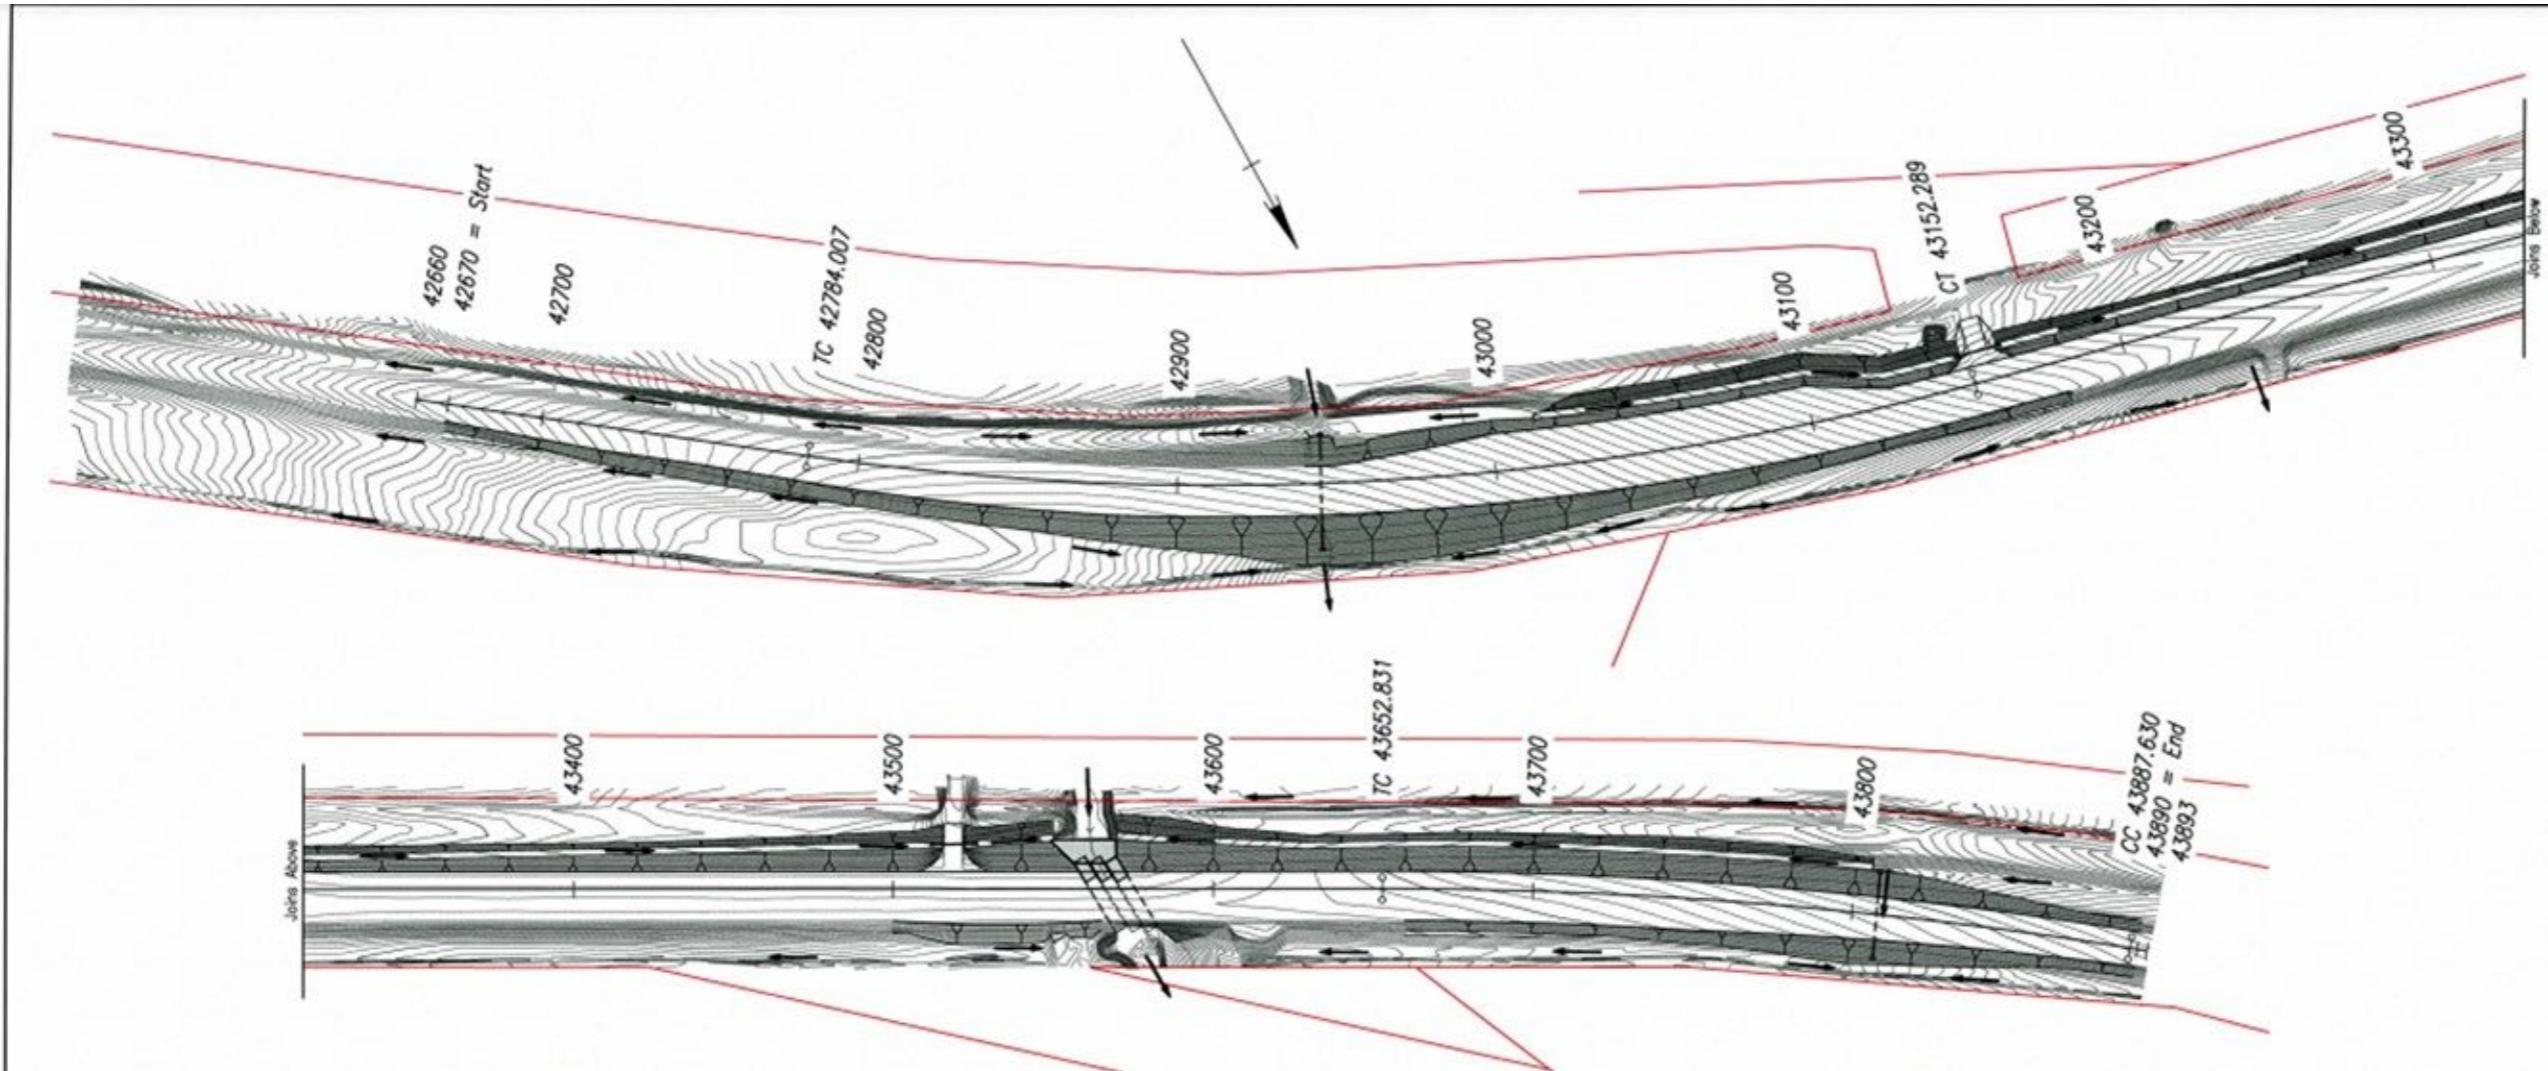 42660
42670 = Start
42700
TC 42784.007
42800
42900
43000
43100
CT 43152.289
43200
43300
Joins Below
Joins Above
43400
43500
43600
TC 43652.831
43700
43800
CC 43887.630
43890 = End
43893